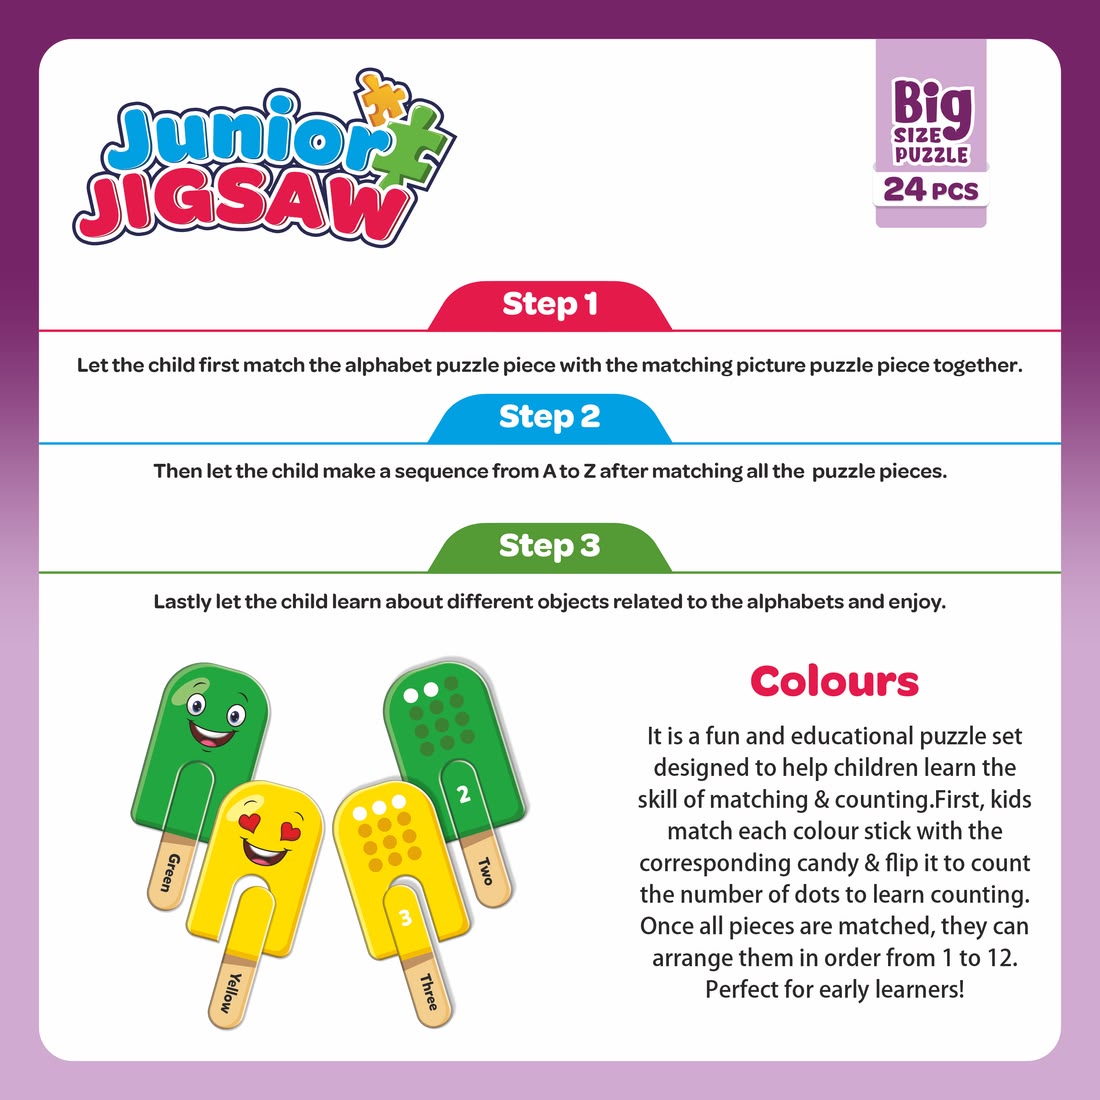 Junior
JIGSAW
Big
SIZE
PUZZLE
24 PCS
Step 1
Let the child first match the alphabet puzzle piece with the matching picture puzzle piece together.
Step 2
Then let the child make a sequence from A to Z after matching all the  puzzle pieces.
Step 3
Lastly let the child learn about different objects related to the alphabets and enjoy.
Green
Yellow
2
Two
3
Three
Colours
It is a fun and educational puzzle set
designed to help children learn the
skill of matching & counting.First, kids
match each colour stick with the
corresponding candy & flip it to count
the number of dots to learn counting.
Once all pieces are matched, they can
arrange them in order from 1 to 12.
Perfect for early learners!